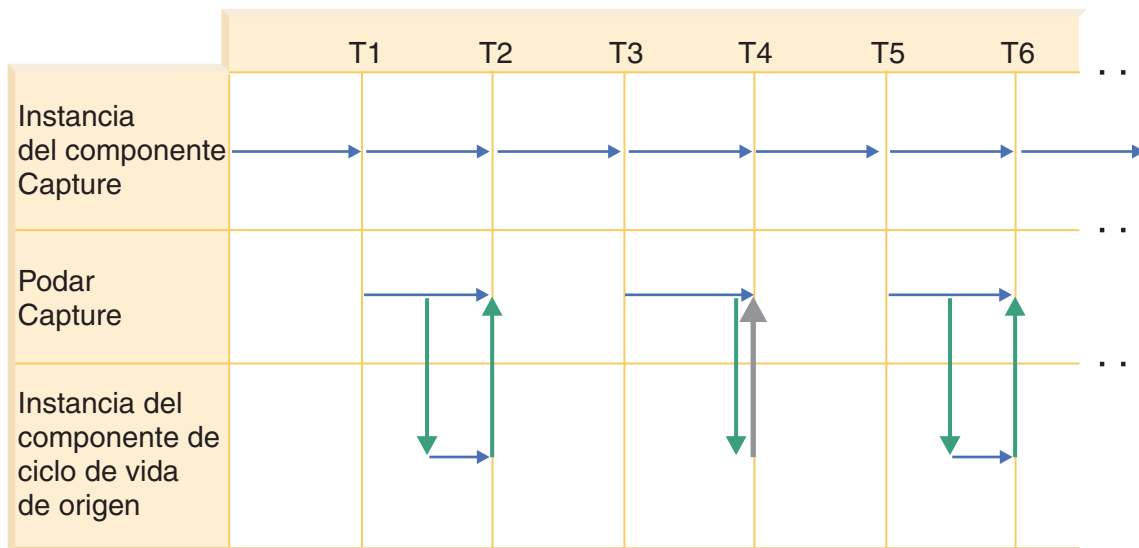 T1 T2 T3 T4 T5 T6 . .
Instancia
del componente
Capture
. .
Podar
Capture
. .
Instancia del
componente de
ciclo de vida
de origen